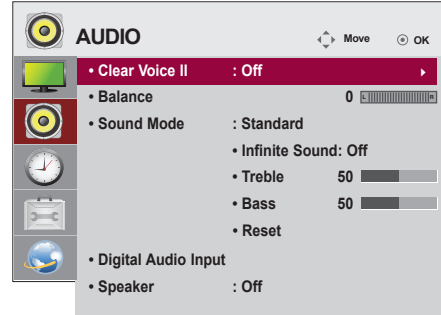 AUDIO Move OK
• Clear Voice II : Off
• Balance 0 L R
• Sound Mode : Standard
• Infinite Sound: Off
• Treble 50
• Bass 50
• Reset
• Digital Audio Input
• Speaker : Off